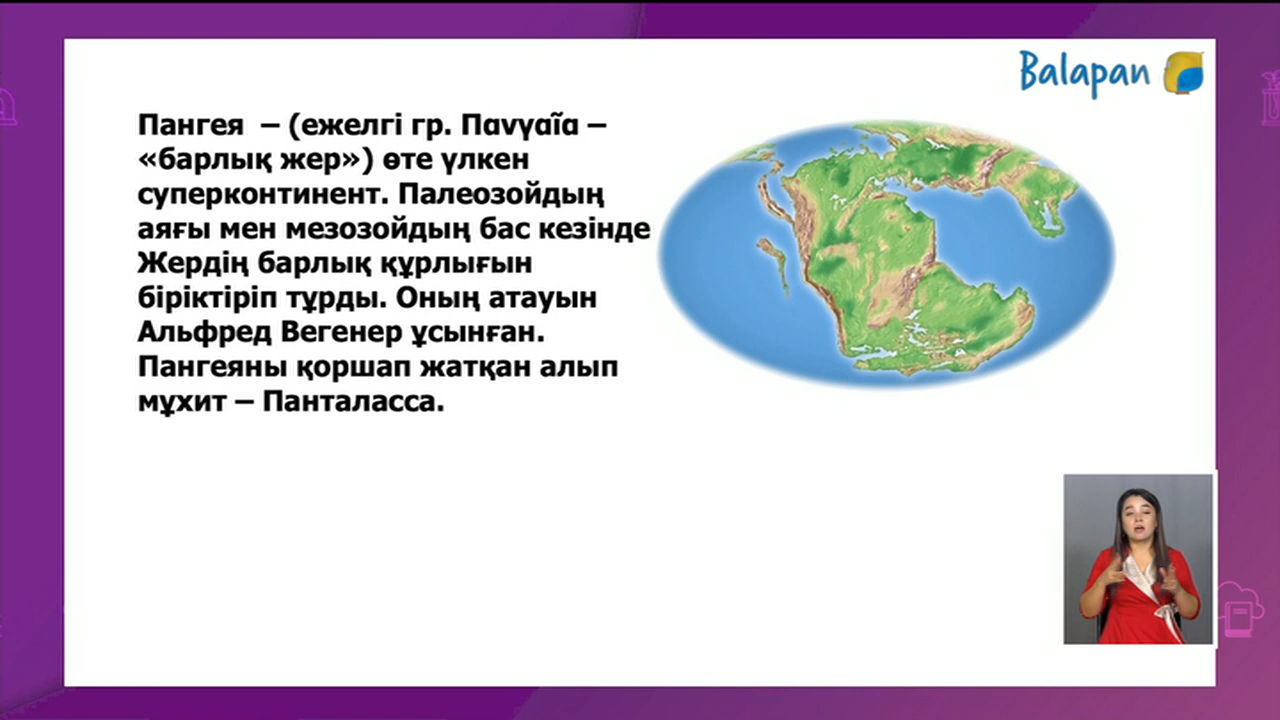 Balapan
Пангея – (ежелгі гр. Παvγαĩα –
«барлық жер») өте үлкен
суперконтинент. Палеозойдың
аяғы мен мезозойдың бас кезінде
Жердің барлық құрлығын
біріктіріп тұрды. Оның атауын
Альфред Вегенер ұсынған.
Пангеяны қоршап жатқан алып
мұхит – Панталасса.